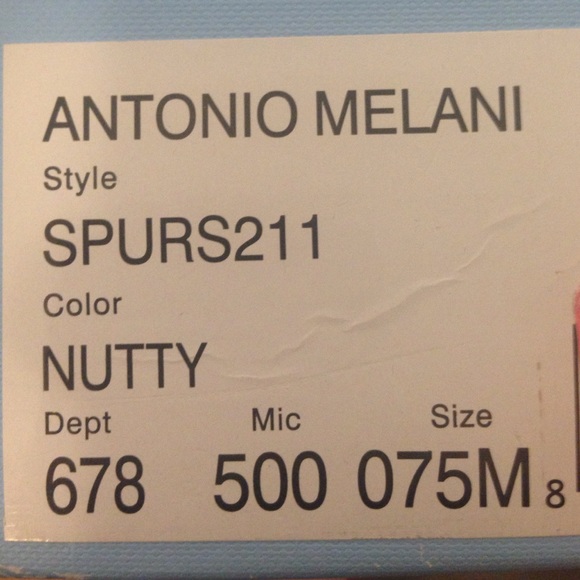 ANTONIO MELANI
Style
SPURS211
Color
NUTTY
Dept Mic Size
678 500 075M 8